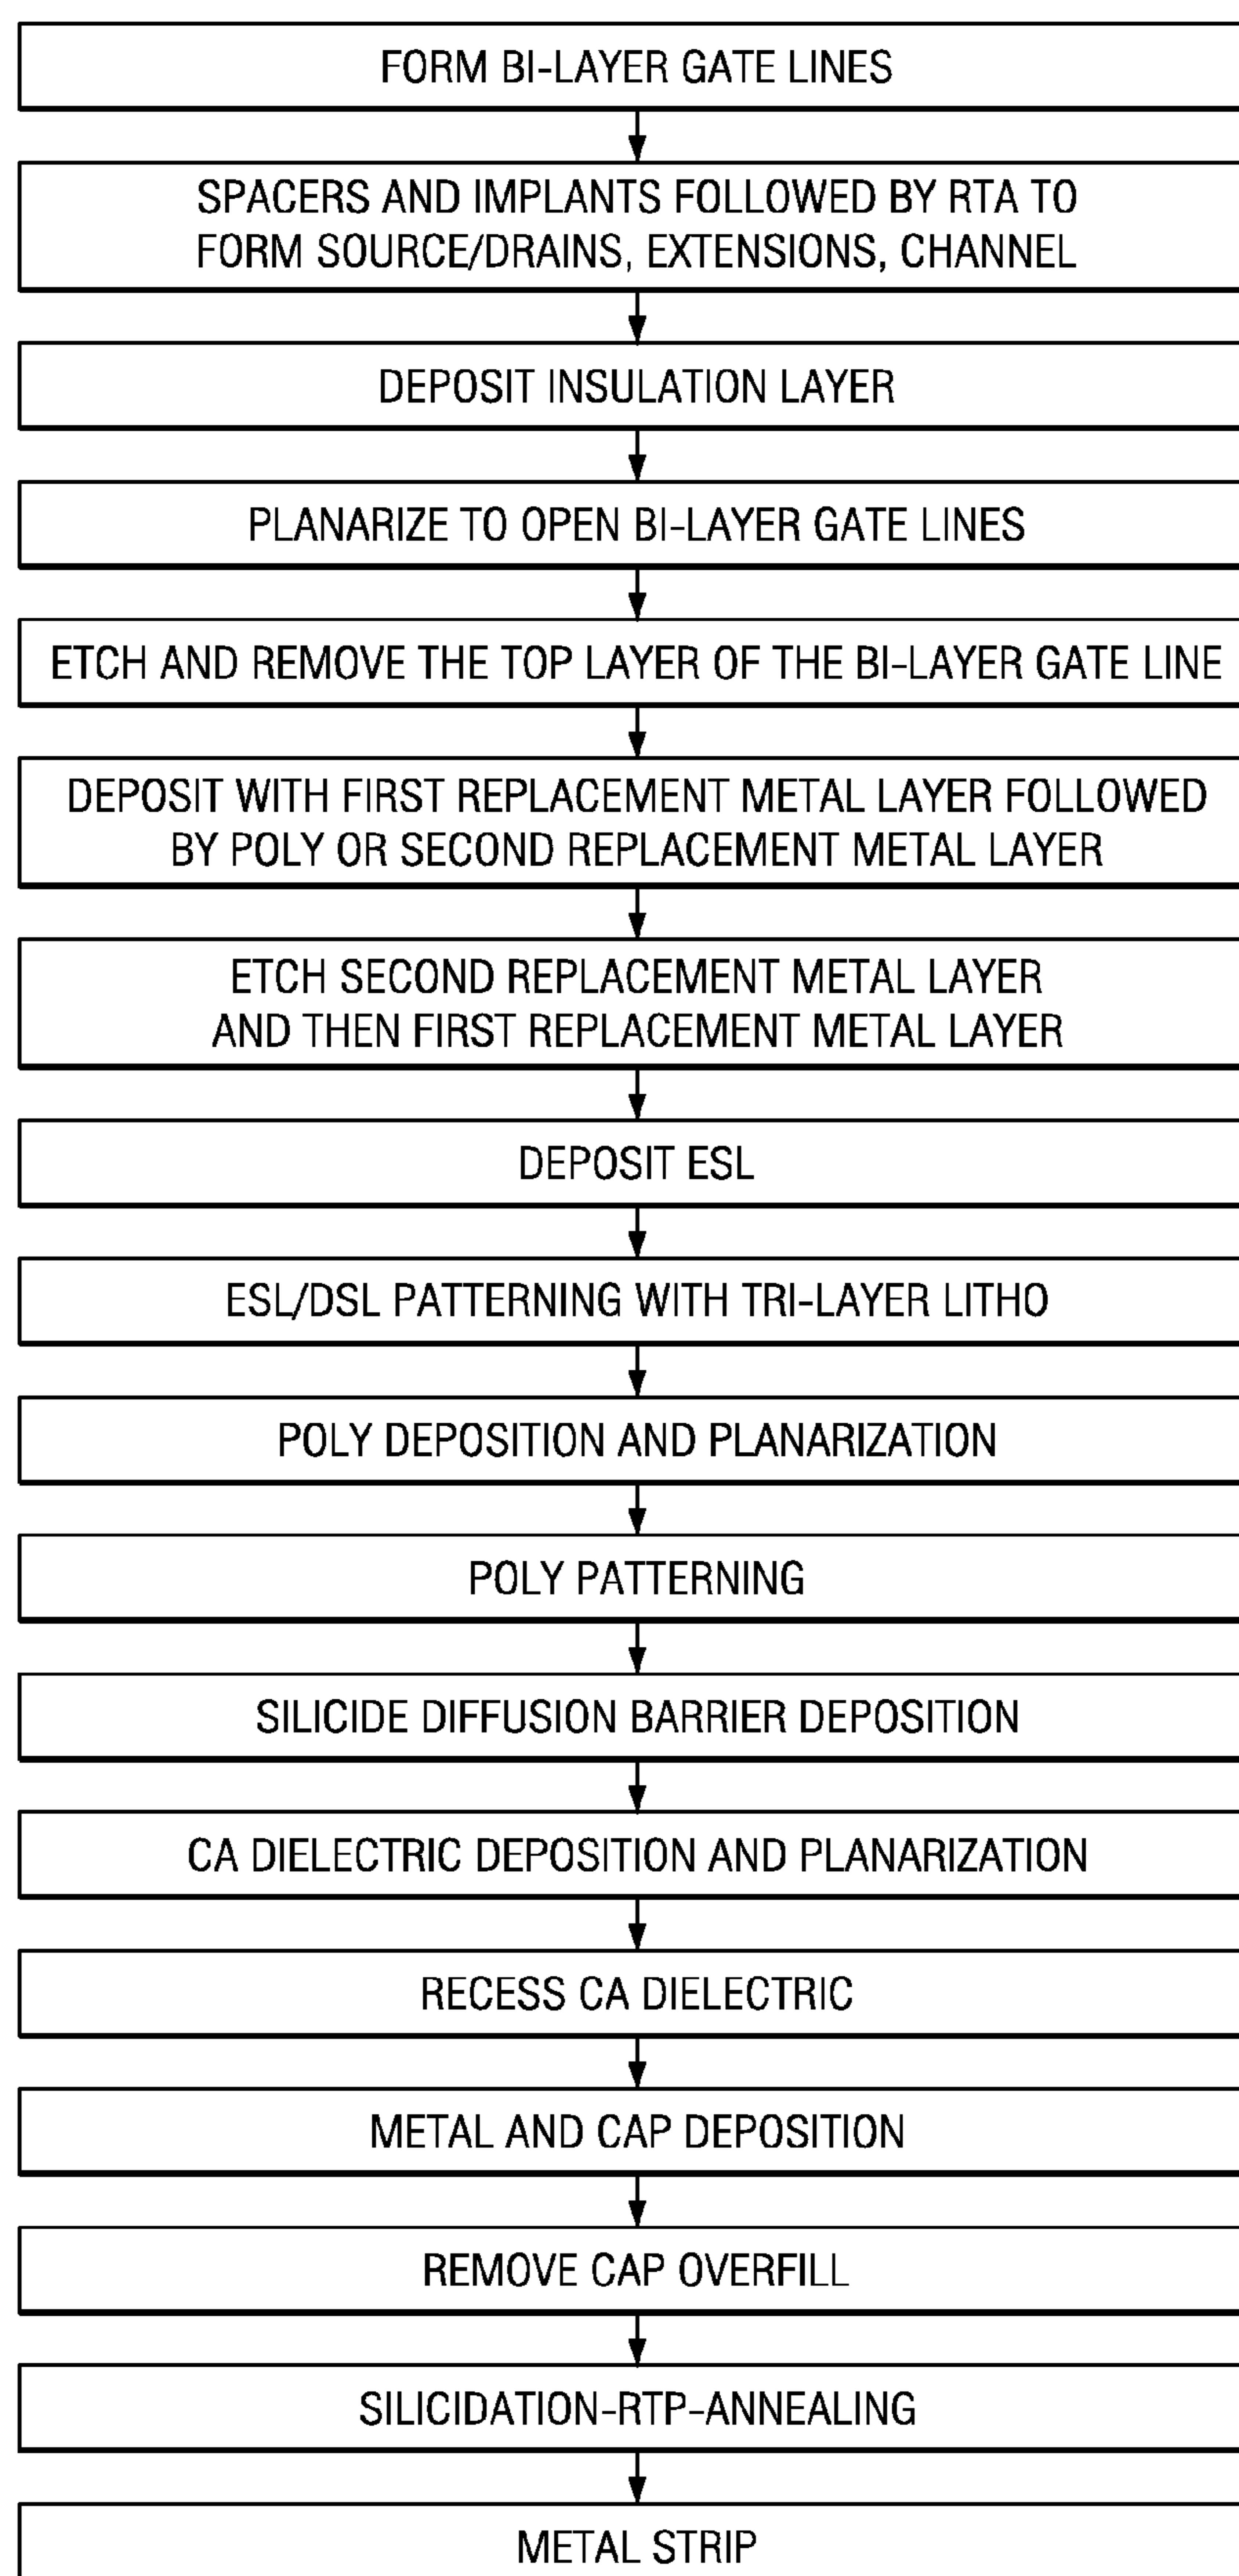 FORM BI-LAYER GATE LINES
SPACERS AND IMPLANTS FOLLOWED BY RTA TO
FORM SOURCE/DRAINS, EXTENSIONS, CHANNEL
DEPOSIT INSULATION LAYER
PLANARIZE TO OPEN BI-LAYER GATE LINES
ETCH AND REMOVE THE TOP LAYER OF THE BI-LAYER GATE LINE
DEPOSIT WITH FIRST REPLACEMENT METAL LAYER FOLLOWED
BY POLY OR SECOND REPLACEMENT METAL LAYER
ETCH SECOND REPLACEMENT METAL LAYER
AND THEN FIRST REPLACEMENT METAL LAYER
DEPOSIT ESL
ESL/DSL PATTERNING WITH TRI-LAYER LITHO
POLY DEPOSITION AND PLANARIZATION
POLY PATTERNING
SILICIDE DIFFUSION BARRIER DEPOSITION
CA DIELECTRIC DEPOSITION AND PLANARIZATION
RECESS CA DIELECTRIC
METAL AND CAP DEPOSITION
REMOVE CAP OVERFILL
SILICIDATION-RTP-ANNEALING
METAL STRIP